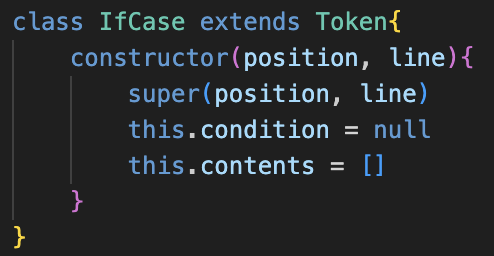 class IfCase extends Token{
    constructor(position, line){
        super(position, line)
        this.condition = null
        this.contents = []
    }
}